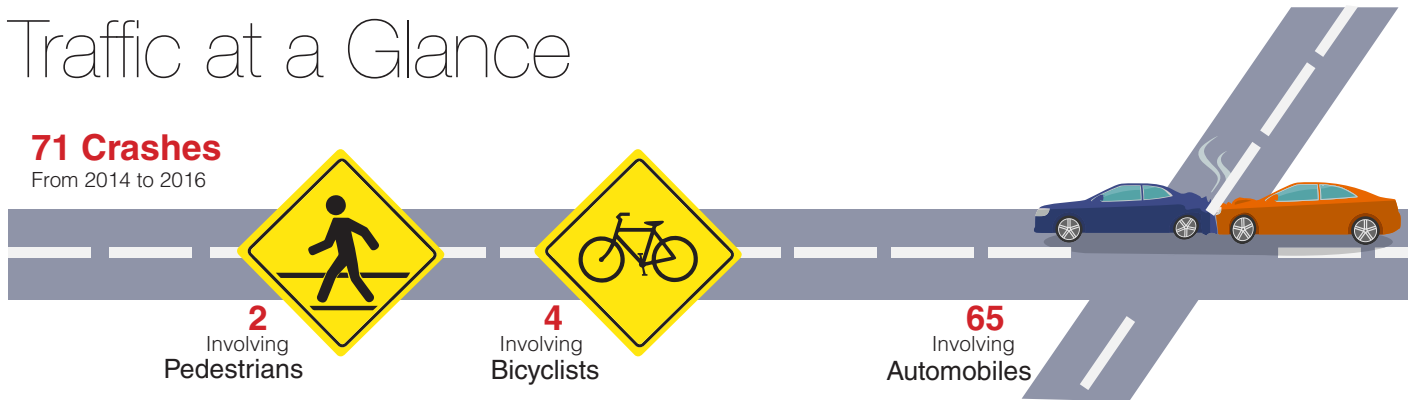 Traffic at a Glance
71 Crashes
From 2014 to 2016
2
Involving
Pedestrians
4
Involving
Bicyclists
65
Involving
Automobiles